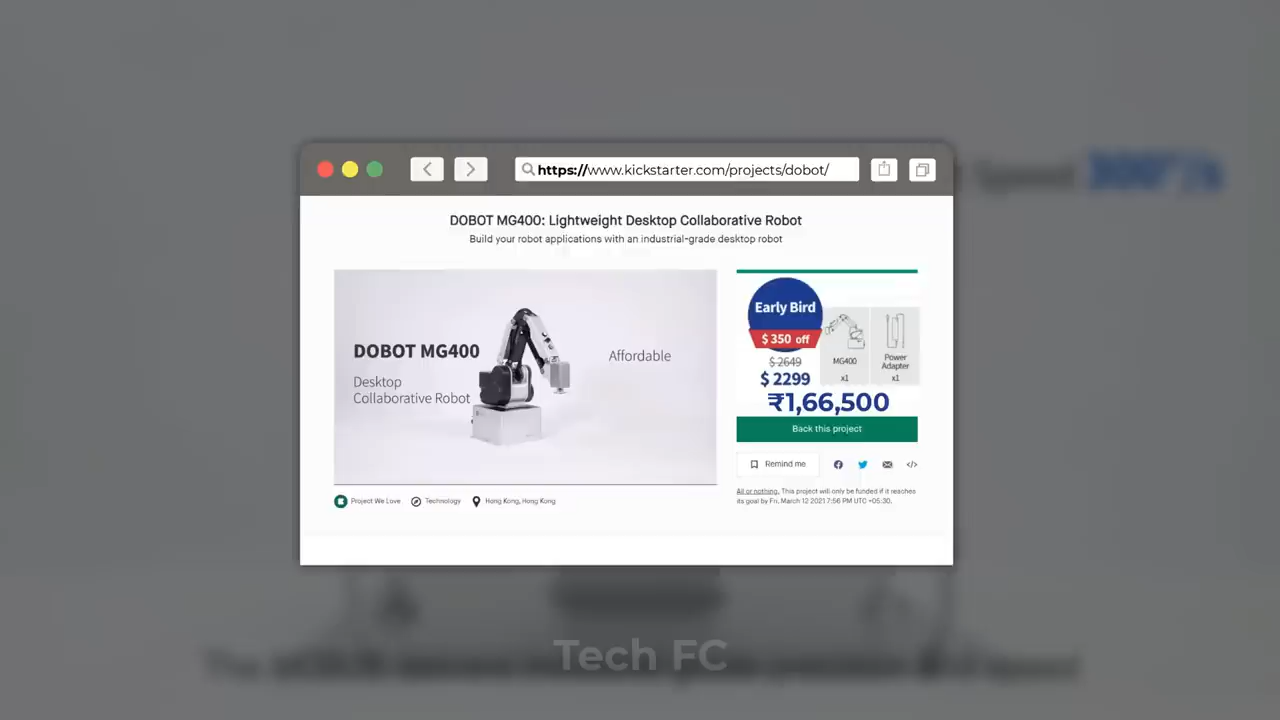 https://www.kickstarter.com/projects/dobot/
DOBOT MG400: Lightweight Desktop Collaborative Robot
Build your robot applications with an industrial-grade desktop robot
DOBOT MG400
Desktop
Collaborative Robot
Affordable
Early Bird
$ 350 off
$ 2649
$ 2299
MG400
x1
Power
Adapter
x1
₹1,66,500
Back this project
Remind me
All or nothing. This project will only be funded if it reaches
its goal by Fri, March 12 2021 7:56 PM UTC +05:30.
Project We Love
Technology
Hong Kong, Hong Kong
Speed 300°/s
Tech FC